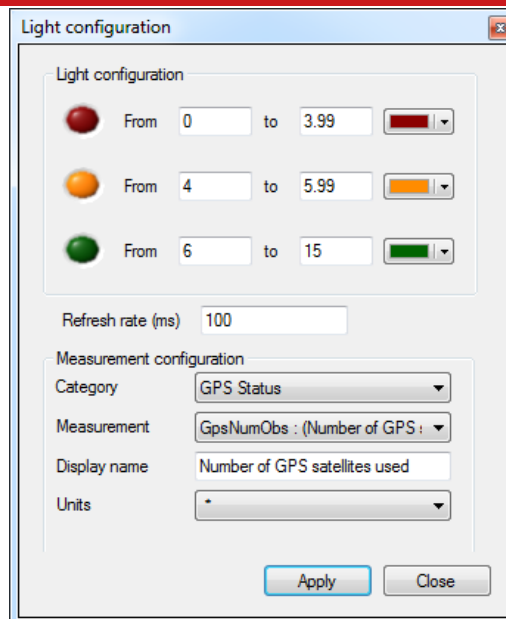 Light configuration
Light configuration
From 0 to 3.99
From 4 to 5.99
From 6 to 15
Refresh rate (ms) 100
Measurement configuration
Category GPS Status
Measurement GpsNumObs : (Number of GPS
Display name Number of GPS satellites used
Units *
Apply Close